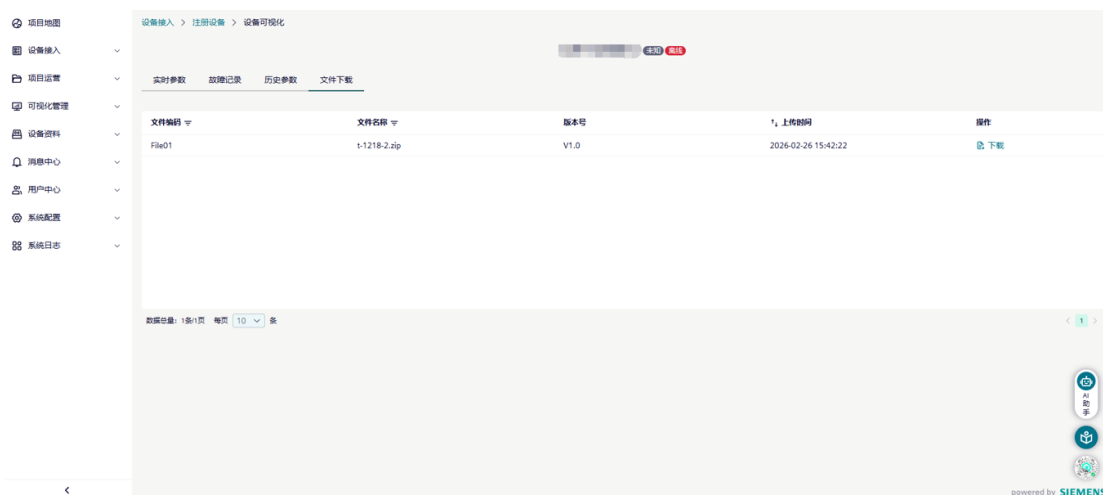 项目地图
设备接入
项目运营
可视化管理
设备资料
消息中心
用户中心
系统配置
系统日志
设备接入 > 注册设备 > 设备可视化
未知 离线
实时参数 故障记录 历史参数 文件下载
文件编码 文件名称 版本号 上传时间 操作
File01 t-1218-2.zip V1.0 2026-02-26 15:42:22 下载
数据总量: 1条/1页 每页 10 条
< 1 >
AI
助
手
powered by SIEMENS